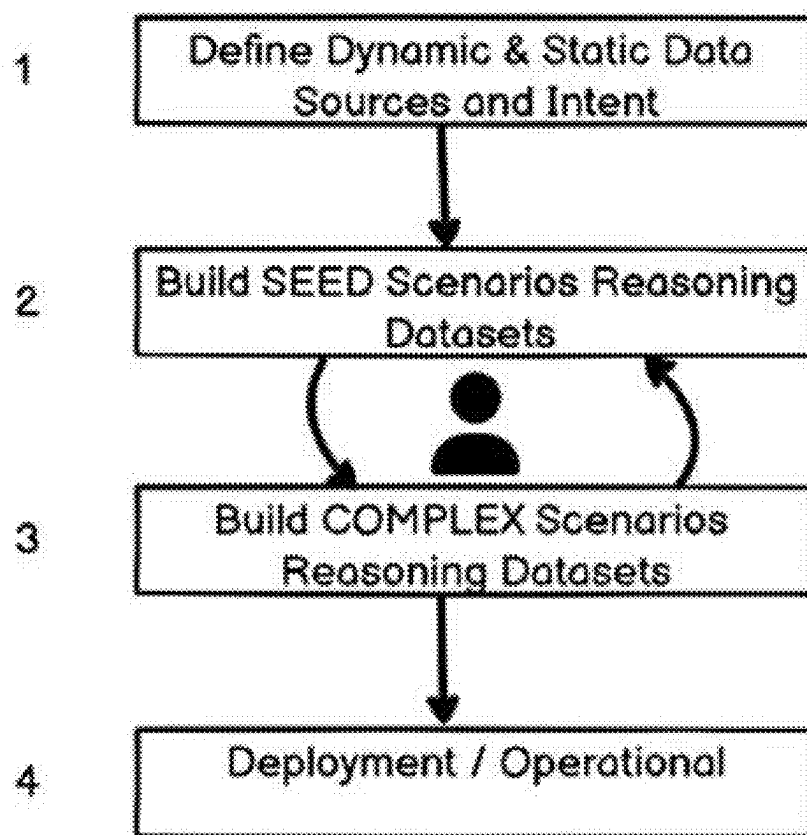 1
Define Dynamic & Static Data
Sources and Intent
2
Build SEED Scenarios Reasoning
Datasets
3
Build COMPLEX Scenarios
Reasoning Datasets
4
Deployment / Operational